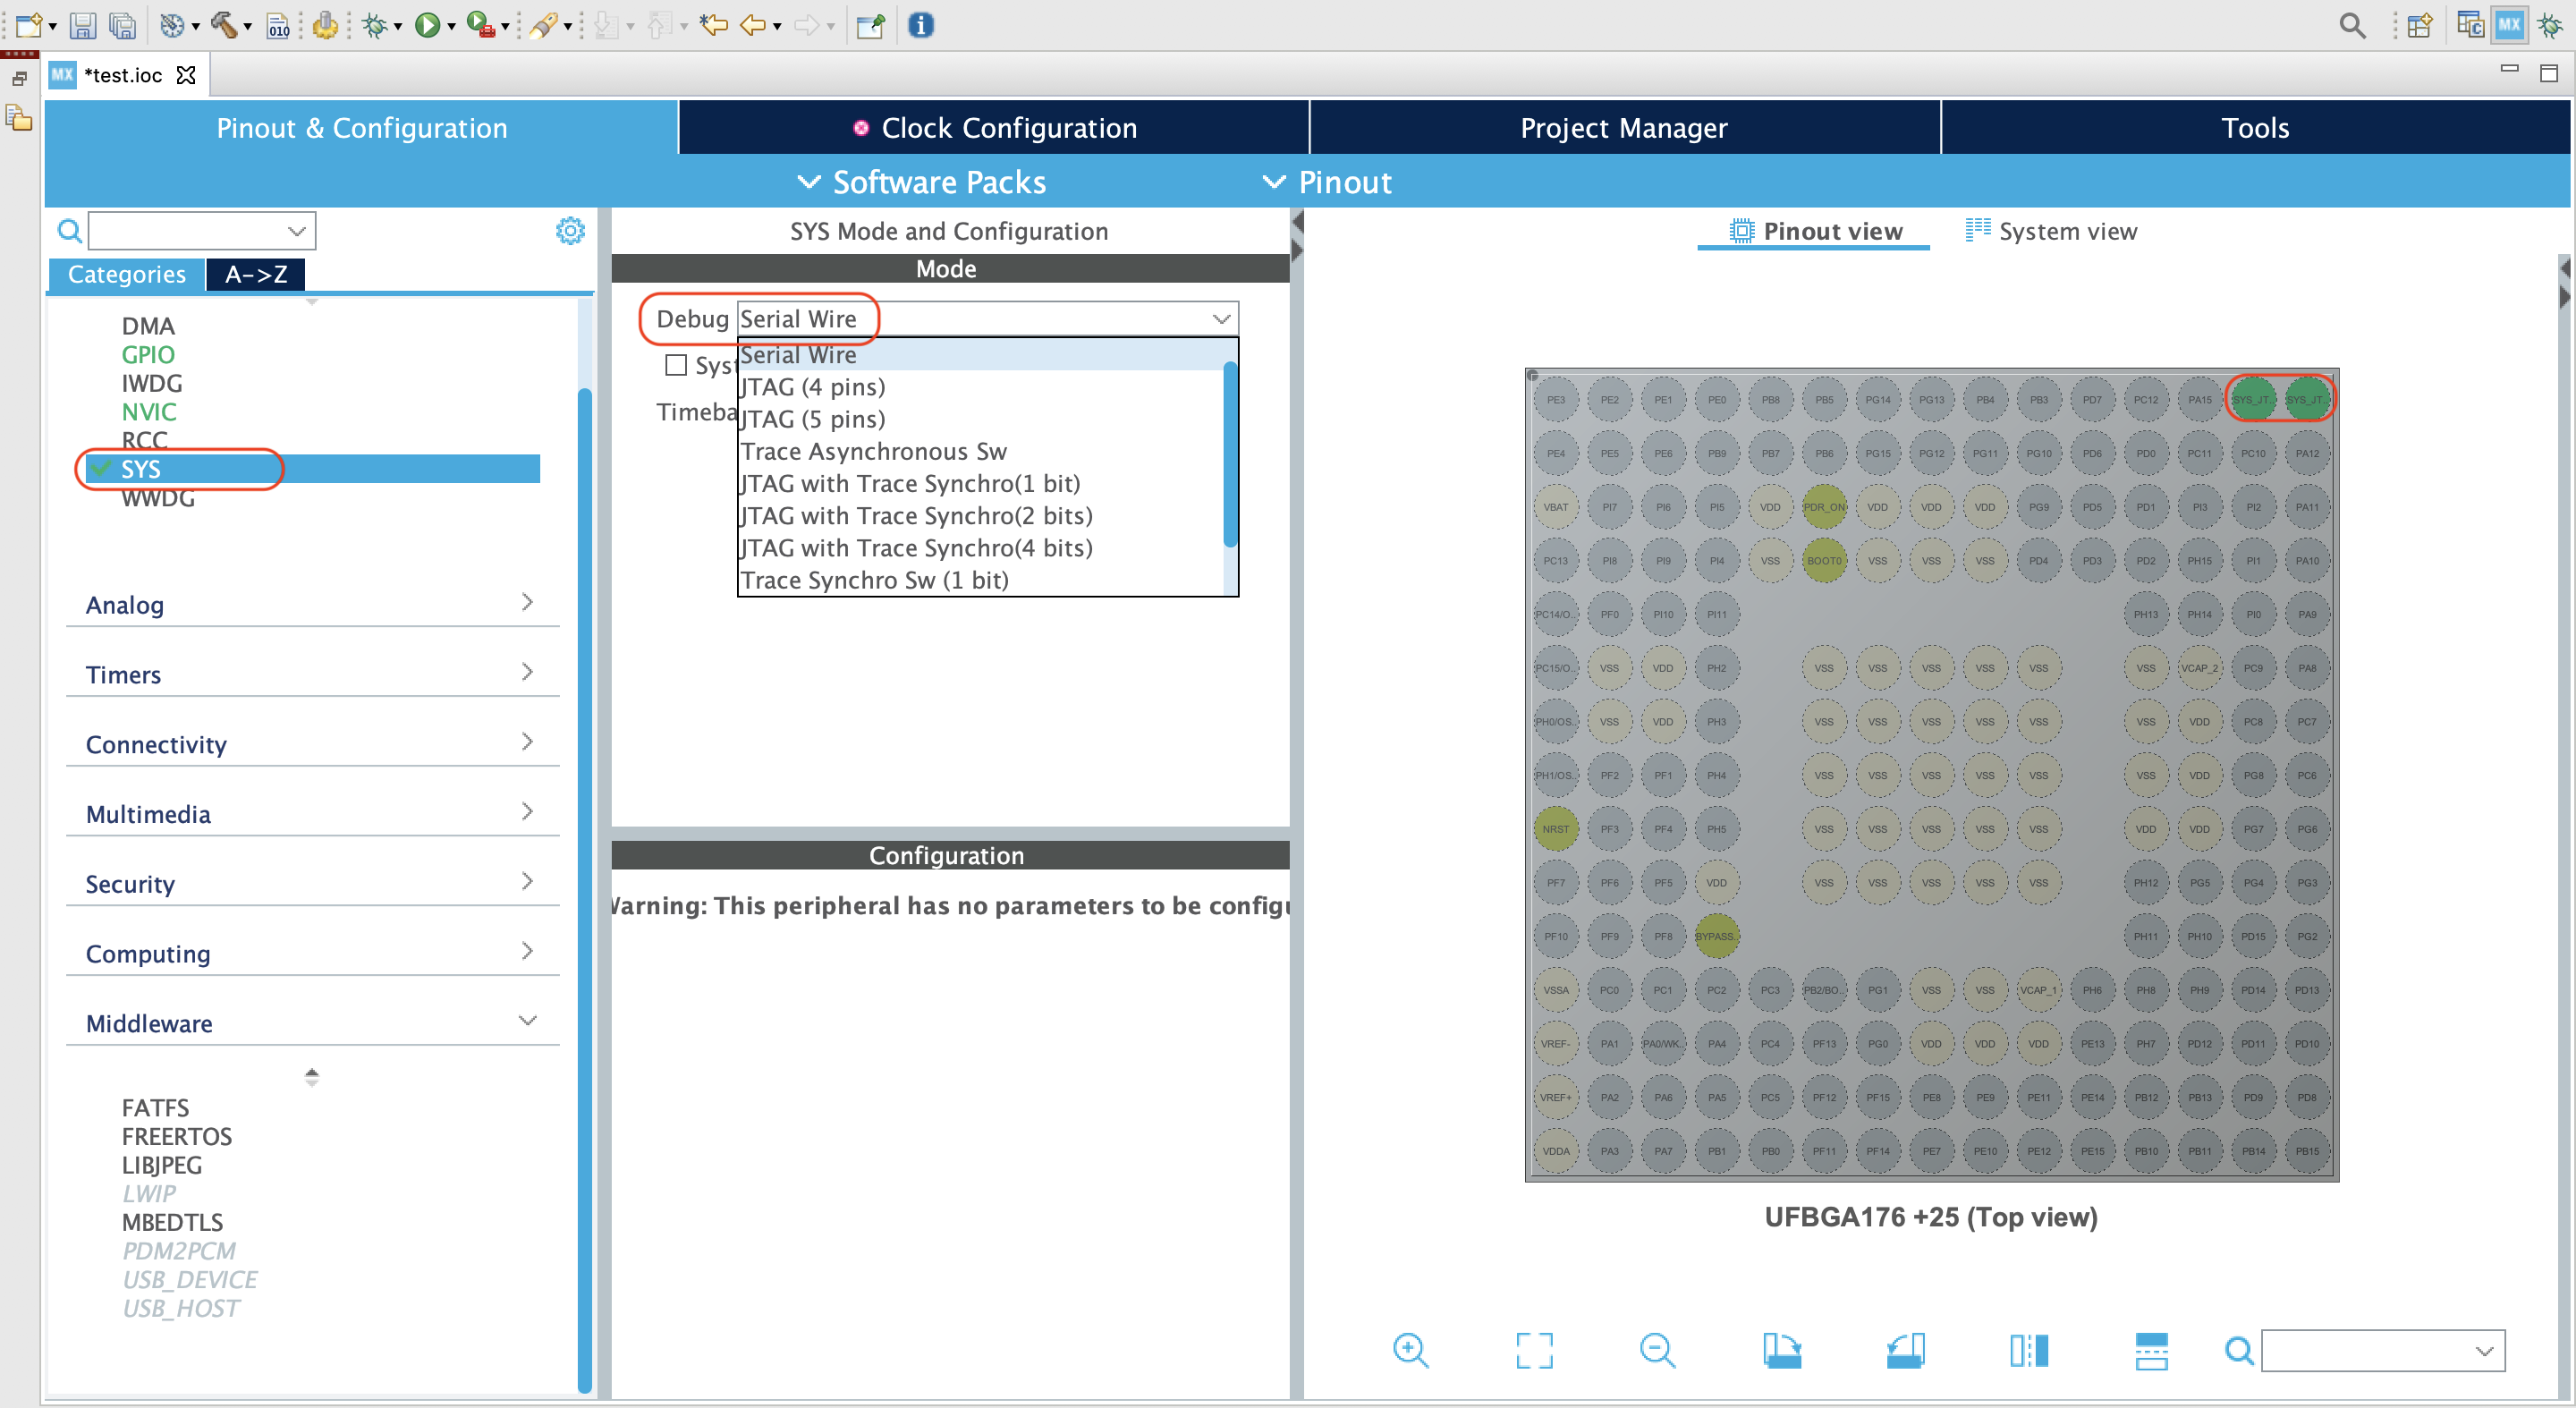 010
MX
MX *test.ioc
Pinout & Configuration
Clock Configuration
Project Manager
Tools
Software Packs
Pinout
Categories
A->Z
DMA
GPIO
IWDG
NVIC
RCC
SYS
WWDG
Analog
Timers
Connectivity
Multimedia
Security
Computing
Middleware
FATFS
FREERTOS
LIBJPEG
LWIP
MBEDTLS
PDM2PCM
USB_DEVICE
USB_HOST
SYS Mode and Configuration
Mode
Debug Serial Wire
Serial Wire
Syst
JTAG (4 pins)
Timeba
JTAG (5 pins)
Trace Asynchronous Sw
JTAG with Trace Synchro(1 bit)
JTAG with Trace Synchro(2 bits)
JTAG with Trace Synchro(4 bits)
Trace Synchro Sw (1 bit)
Configuration
Warning: This peripheral has no parameters to be configu
Pinout view
System view
PE3 PE2 PE1 PE0 PB8 PB5 PG14 PG13 PB4 PB3 PD7 PC12 PA15 SYS_JT.. SYS_JT..
PE4 PE5 PE6 PB9 PB7 PB6 PG15 PG12 PG11 PG10 PD6 PD0 PC11 PC10 PA12
VBAT PI7 PI6 PI5 VDD PDR_ON VDD VDD VDD PG9 PD5 PD1 PI3 PI2 PA11
PC13 PI8 PI9 PI4 VSS BOOT0 VSS VSS VSS PD4 PD3 PD2 PH15 PI1 PA10
PC14/O.. PF0 PI10 PI11 PH13 PH14 PI0 PA9
PC15/O.. VSS VDD PH2 VSS VSS VSS VSS VSS VSS VCAP_2 PC9 PA8
PH0/OS.. VSS VDD PH3 VSS VSS VSS VSS VSS VSS VDD PC8 PC7
PH1/OS.. PF2 PF1 PH4 VSS VSS VSS VSS VSS VSS VDD PG8 PC6
NRST PF3 PF4 PH5 VSS VSS VSS VSS VSS VDD VDD PG7 PG6
PF7 PF6 PF5 VDD VSS VSS VSS VSS VSS PH12 PG5 PG4 PG3
PF10 PF9 PF8 BYPASS.. PH11 PH10 PD15 PG2
VSSA PC0 PC1 PC2 PC3 PB2/BO.. PG1 VSS VSS VCAP_1 PH6 PH8 PH9 PD14 PD13
VREF- PA1 PA0/WK.. PA4 PC4 PF13 PG0 VDD VDD VDD PE13 PH7 PD12 PD11 PD10
VREF+ PA2 PA6 PA5 PC5 PF12 PF15 PE8 PE9 PE11 PE14 PB12 PB13 PD9 PD8
VDDA PA3 PA7 PB1 PB0 PF11 PF14 PE7 PE10 PE12 PE15 PB10 PB11 PB14 PB15
UFBGA176 +25 (Top view)